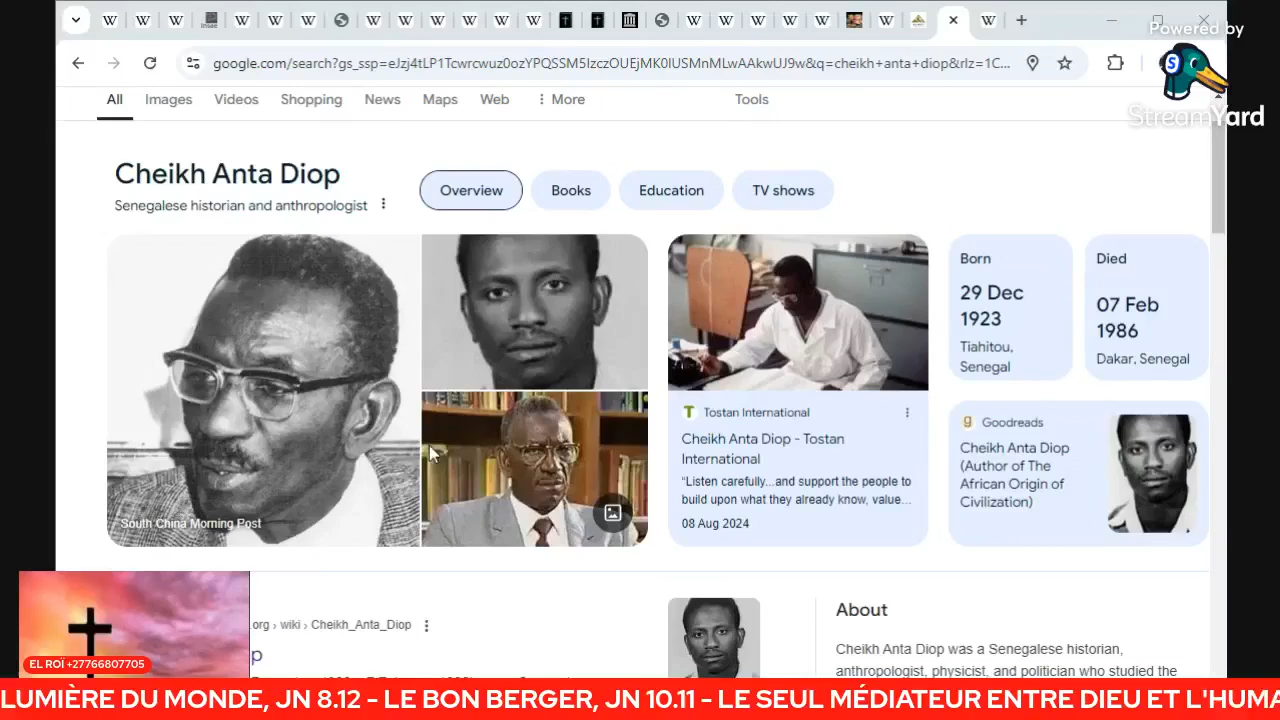 Powered by
google.com/search?gs_ssp=eJzj4tLP1Tcwrcwuz0ozYPQSSM5IzczOUEjMK0lUSMnMLwAAkwUJ9w&q=cheikh+anta+diop&rlz=1C...
StreamYard
All Images Videos Shopping News Maps Web More Tools
Cheikh Anta Diop
Senegalese historian and anthropologist
Overview Books Education TV shows
South China Morning Post
Tostan International
Cheikh Anta Diop - Tostan
International
“Listen carefully...and support the people to
build upon what they already know, value...
08 Aug 2024
Born
29 Dec
1923
Tiahitou,
Senegal
Died
07 Feb
1986
Dakar, Senegal
Goodreads
Cheikh Anta Diop
(Author of The
African Origin of
Civilization)
.org › wiki › Cheikh_Anta_Diop
p
About
Cheikh Anta Diop was a Senegalese historian,
anthropologist, physicist, and politician who studied the
EL ROÏ +27766807705
LUMIÈRE DU MONDE, JN 8.12 - LE BON BERGER, JN 10.11 - LE SEUL MÉDIATEUR ENTRE DIEU ET L'HUMA